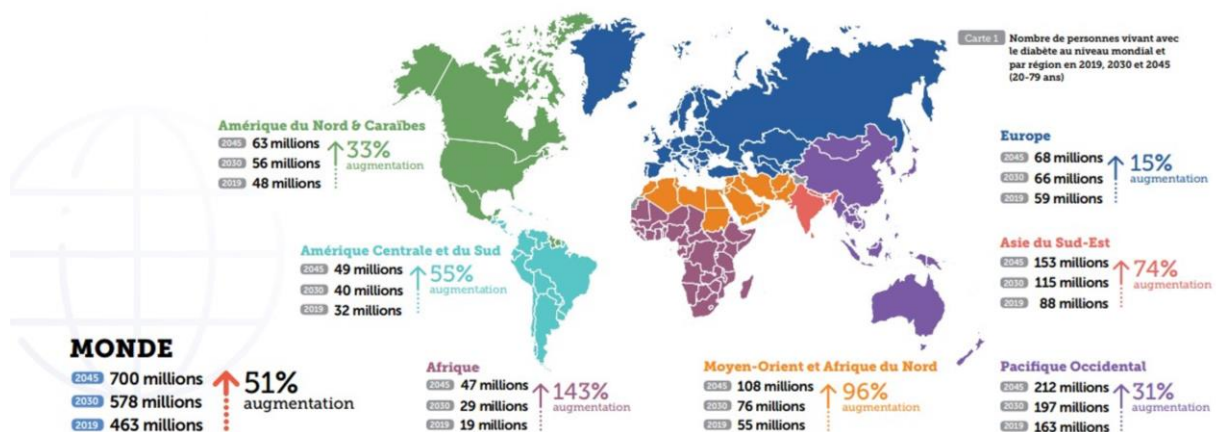 Carte 1 Nombre de personnes vivant avec
le diabète au niveau mondial et
par région en 2019, 2030 et 2045
(20-79 ans)
Amérique du Nord & Caraïbes
2045 63 millions
2030 56 millions
2019 48 millions
33%
augmentation
Europe
2045 68 millions
2030 66 millions
2019 59 millions
15%
augmentation
Amérique Centrale et du Sud
2045 49 millions
2030 40 millions
2019 32 millions
55%
augmentation
Asie du Sud-Est
2045 153 millions
2030 115 millions
2019 88 millions
74%
augmentation
MONDE
2045 700 millions
2030 578 millions
2019 463 millions
51%
augmentation
Afrique
2045 47 millions
2030 29 millions
2019 19 millions
143%
augmentation
Moyen-Orient et Afrique du Nord
2045 108 millions
2030 76 millions
2019 55 millions
96%
augmentation
Pacifique Occidental
2045 212 millions
2030 197 millions
2019 163 millions
31%
augmentation